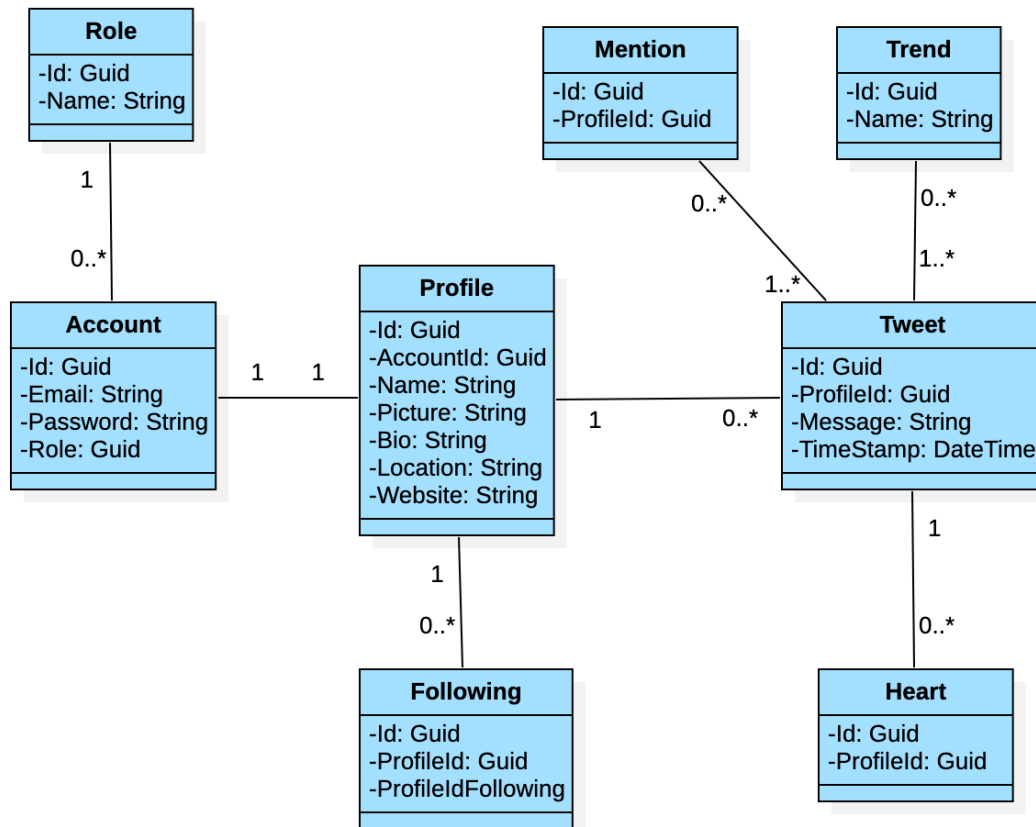 Role
-Id: Guid
-Name: String
Mention
-Id: Guid
-ProfileId: Guid
Trend
-Id: Guid
-Name: String
1
0..*
0..*
0..*
1..*
1..*
Account
-Id: Guid
-Email: String
-Password: String
-Role: Guid
1
1
Profile
-Id: Guid
-AccountId: Guid
-Name: String
-Picture: String
-Bio: String
-Location: String
-Website: String
1
0..*
Tweet
-Id: Guid
-ProfileId: Guid
-Message: String
-TimeStamp: DateTime
1
0..*
1
0..*
Following
-Id: Guid
-ProfileId: Guid
-ProfileIdFollowing
Heart
-Id: Guid
-ProfileId: Guid